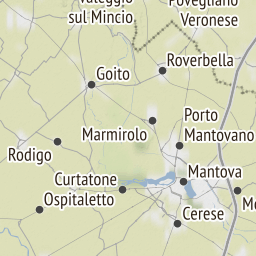 Valeggio
sul Mincio
Povegliano
Veronese
Roverbella
Goito
Porto
Mantovano
Marmirolo
Rodigo
Mantova
Curtatone
Ospitaletto
Cerese